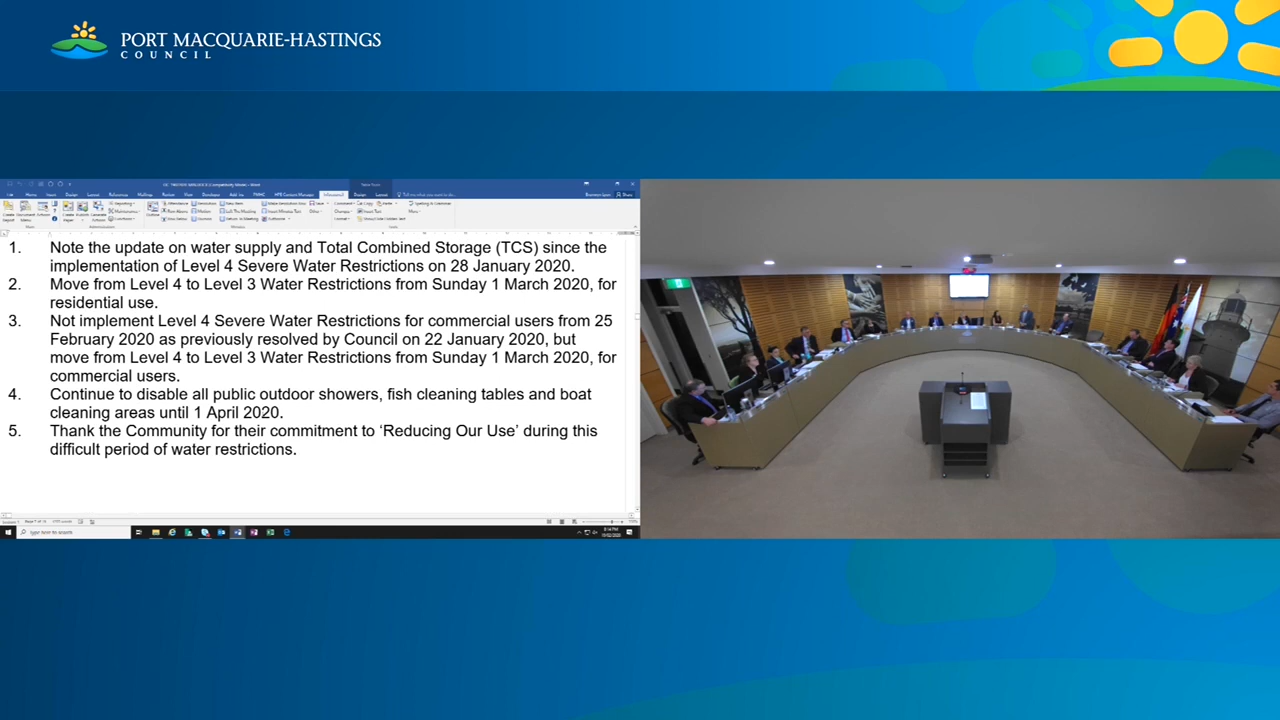 PORT MACQUARIE-HASTINGS
COUNCIL
1. Note the update on water supply and Total Combined Storage (TCS) since the
implementation of Level 4 Severe Water Restrictions on 28 January 2020.
2. Move from Level 4 to Level 3 Water Restrictions from Sunday 1 March 2020, for
residential use.
3. Not implement Level 4 Severe Water Restrictions for commercial users from 25
February 2020 as previously resolved by Council on 22 January 2020, but
move from Level 4 to Level 3 Water Restrictions from Sunday 1 March 2020, for
commercial users.
4. Continue to disable all public outdoor showers, fish cleaning tables and boat
cleaning areas until 1 April 2020.
5. Thank the Community for their commitment to ‘Reducing Our Use’ during this
difficult period of water restrictions.
Type here to search